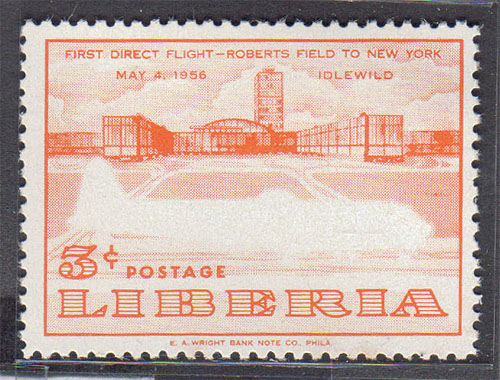 FIRST DIRECT FLIGHT–ROBERTS FIELD TO NEW YORK
MAY 4, 1956 IDLEWILD
3¢ POSTAGE
LIBERIA
E. A. WRIGHT BANK NOTE CO., PHILA.